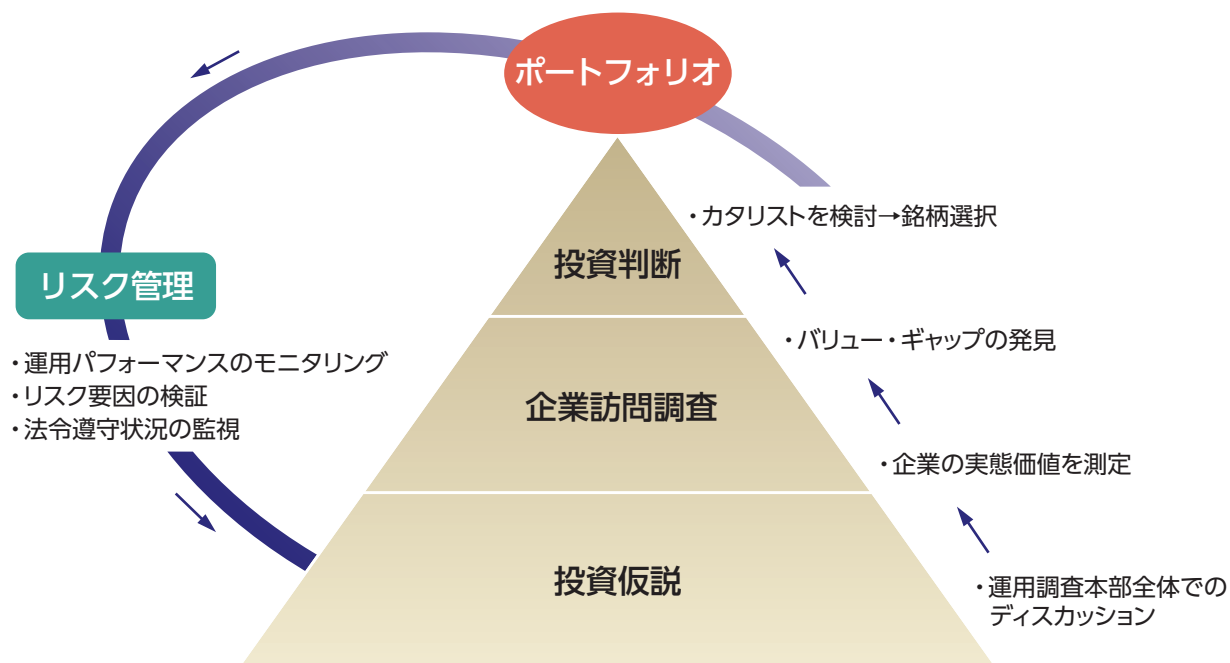 ポートフォリオ
・カタリストを検討→銘柄選択
投資判断
リスク管理
・バリュー・ギャップの発見
・運用パフォーマンスのモニタリング
・リスク要因の検証
・法令遵守状況の監視
企業訪問調査
・企業の実態価値を測定
投資仮説
・運用調査本部全体での
ディスカッション